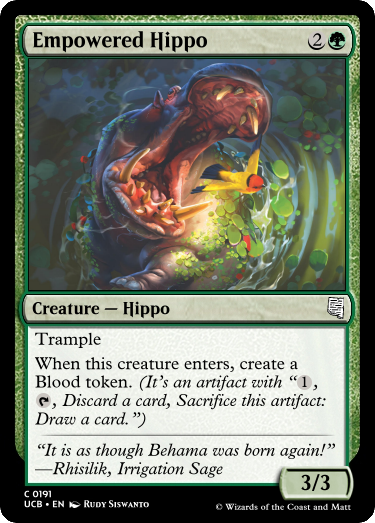 Empowered Hippo 2
Creature — Hippo
Trample
When this creature enters, create a
Blood token. (It's an artifact with “1,
, Discard a card, Sacrifice this artifact:
Draw a card.”)
“It is as though Behama was born again!”
—Rhisilik, Irrigation Sage
3/3
C 0191
UCB • EN Rudy Siswanto
© Wizards of the Coast and Matt